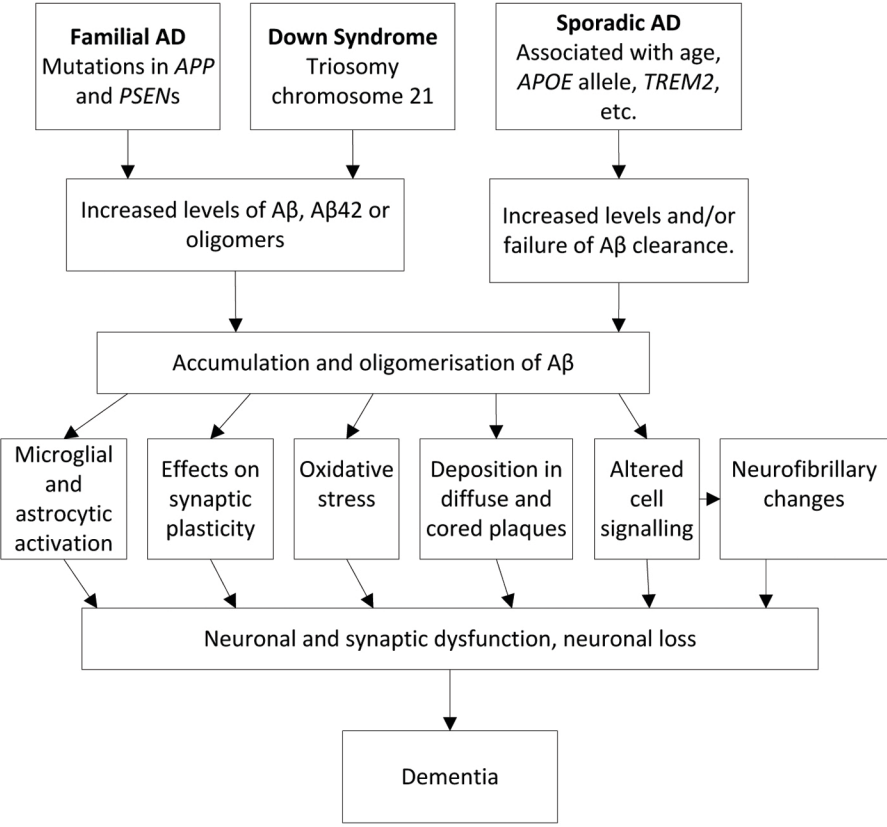 Familial AD
Mutations in APP
and PSENs
Down Syndrome
Triosomy
chromosome 21
Sporadic AD
Associated with age,
APOE allele, TREM2,
etc.
Increased levels of Aβ, Aβ42 or
oligomers
Increased levels and/or
failure of Aβ clearance.
Accumulation and oligomerisation of Aβ
Microglial
and
astrocytic
activation
Effects on
synaptic
plasticity
Oxidative
stress
Deposition in
diffuse and
cored plaques
Altered
cell
signalling
Neurofibrillary
changes
Neuronal and synaptic dysfunction, neuronal loss
Dementia